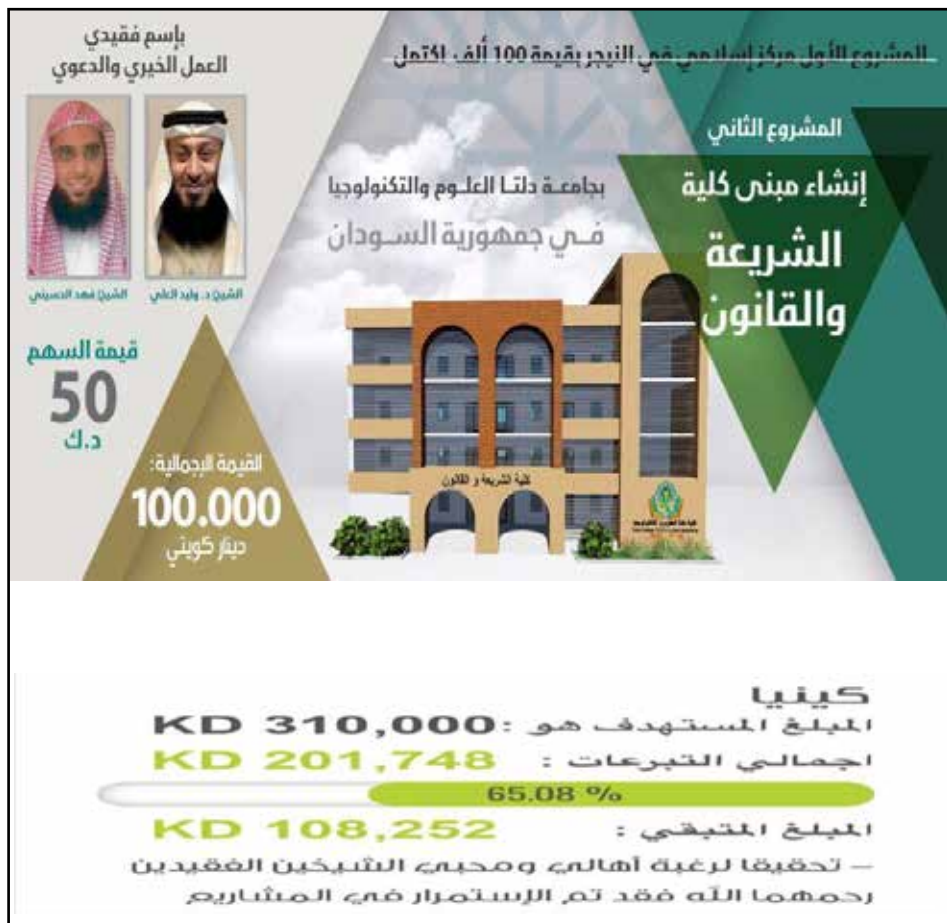 المشروع الأول مركز إسلامي في النيجر بقيمة 100 ألف اكتمل
المشروع الثاني
إنشاء مبنى كلية
الشريعة
والقانون
بجامعة دلتا العلوم والتكنولوجيا
في جمهورية السودان
بإسم فقيدي
العمل الخيري والدعوي
الشيخ د. وليد العلي
الشيخ فهد الحسيني
قيمة السهم
50
د.ك
القيمة الإجمالية:
100.000
دينار كويتي
كلية الشريعة و القانون
كينيا
المبلغ المستهدف هو: KD 310,000
اجمالي التبرعات : KD 201,748
65.08 %
المبلغ المتبقي : KD 108,252
– تحقيقا لرغبة أهالي ومحبي الشيخين الفقيدين
رحمهما الله فقد تم الإستمرار في المشاريع